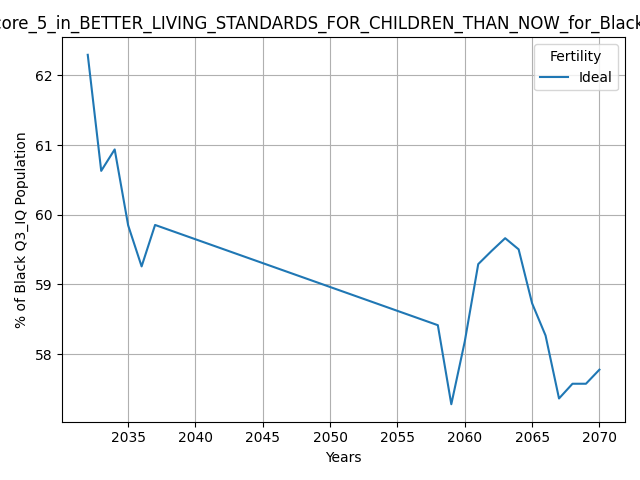 core_5_in_BETTER_LIVING_STANDARDS_FOR_CHILDREN_THAN_NOW_for_Black
Fertility
Ideal
% of Black Q3_IQ Population
62
61
60
59
58
2035 2040 2045 2050 2055 2060 2065 2070
Years